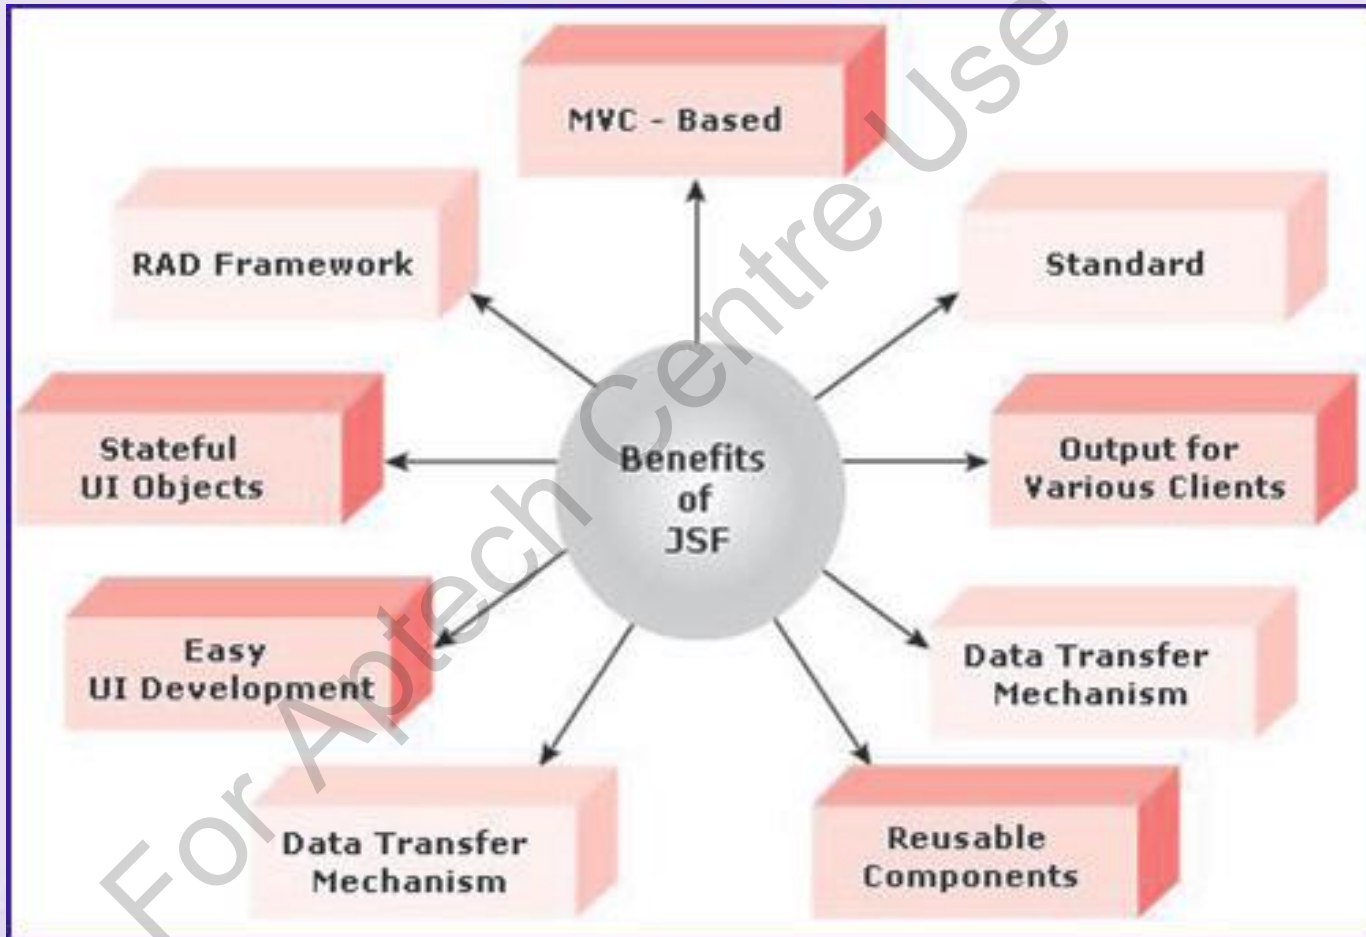 MVC - Based
RAD Framework
Standard
Stateful
UI Objects
Benefits
of
JSF
Output for
Various Clients
Easy
UI Development
Data Transfer
Mechanism
Data Transfer
Mechanism
Reusable
Components
For Aptech Centre Use